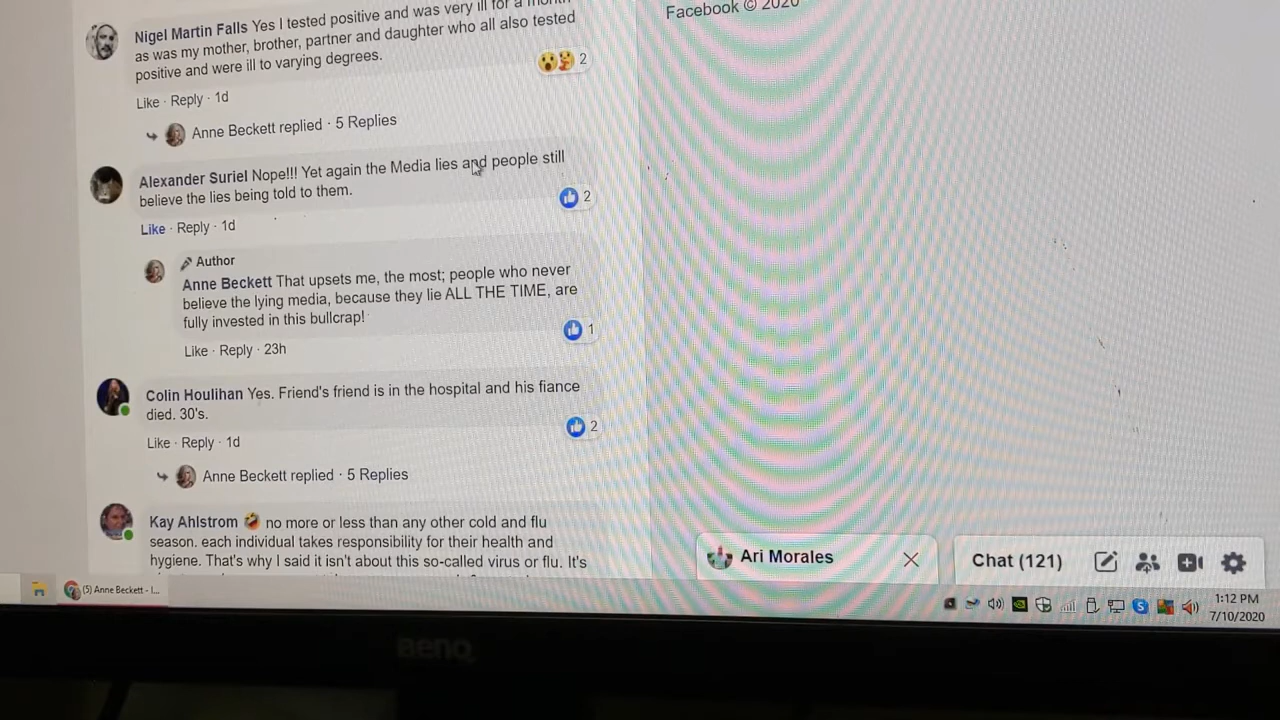 Nigel Martin Falls Yes I tested positive and was very ill for a month
as was my mother, brother, partner and daughter who all also tested
positive and were ill to varying degrees.
2
Like · Reply · 1d
Anne Beckett replied · 5 Replies
Alexander Suriel Nope!!! Yet again the Media lies and people still
believe the lies being told to them.
2
Like · Reply · 1d
Author
Anne Beckett That upsets me, the most; people who never
believe the lying media, because they lie ALL THE TIME, are
fully invested in this bullcrap!
1
Like · Reply · 23h
Colin Houlihan Yes. Friend's friend is in the hospital and his fiance
died. 30's.
2
Like · Reply · 1d
Anne Beckett replied · 5 Replies
Kay Ahlstrom 🤣 no more or less than any other cold and flu
season. each individual takes responsibility for their health and
hygiene. That's why I said it isn't about this so-called virus or flu. It's
Facebook © 2020
Ari Morales
Chat (121)
(5) Anne Beckett - I...
1:12 PM
7/10/2020
BenQ